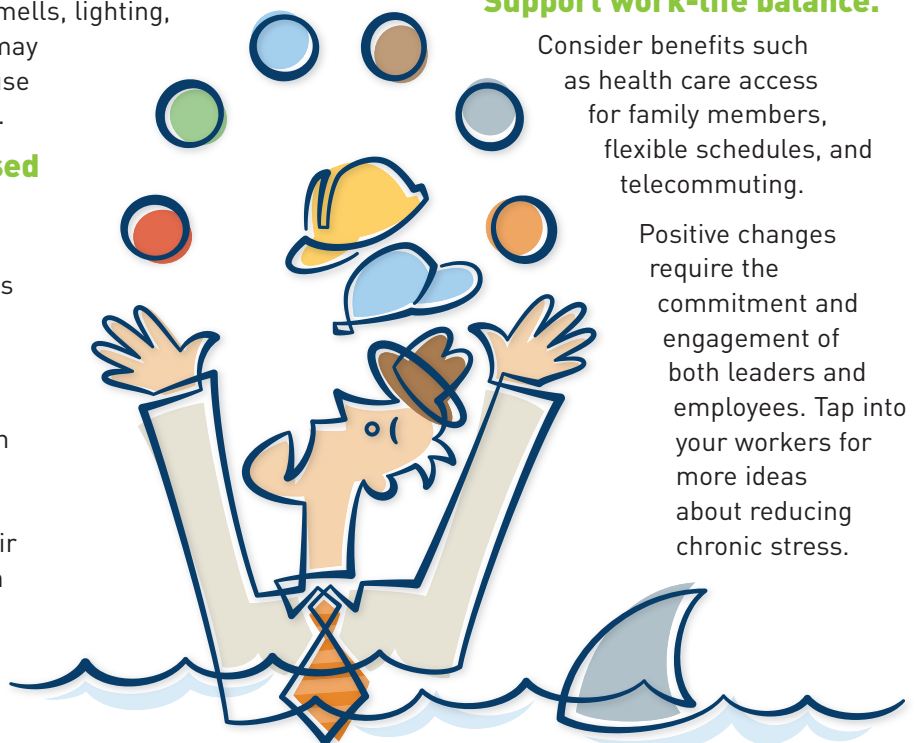 mells, lighting,
may
use
.
sed
s
n
ir
n
Support work-life balance.
Consider benefits such
as health care access
for family members,
flexible schedules, and
telecommuting.
Positive changes
require the
commitment and
engagement of
both leaders and
employees. Tap into
your workers for
more ideas
about reducing
chronic stress.